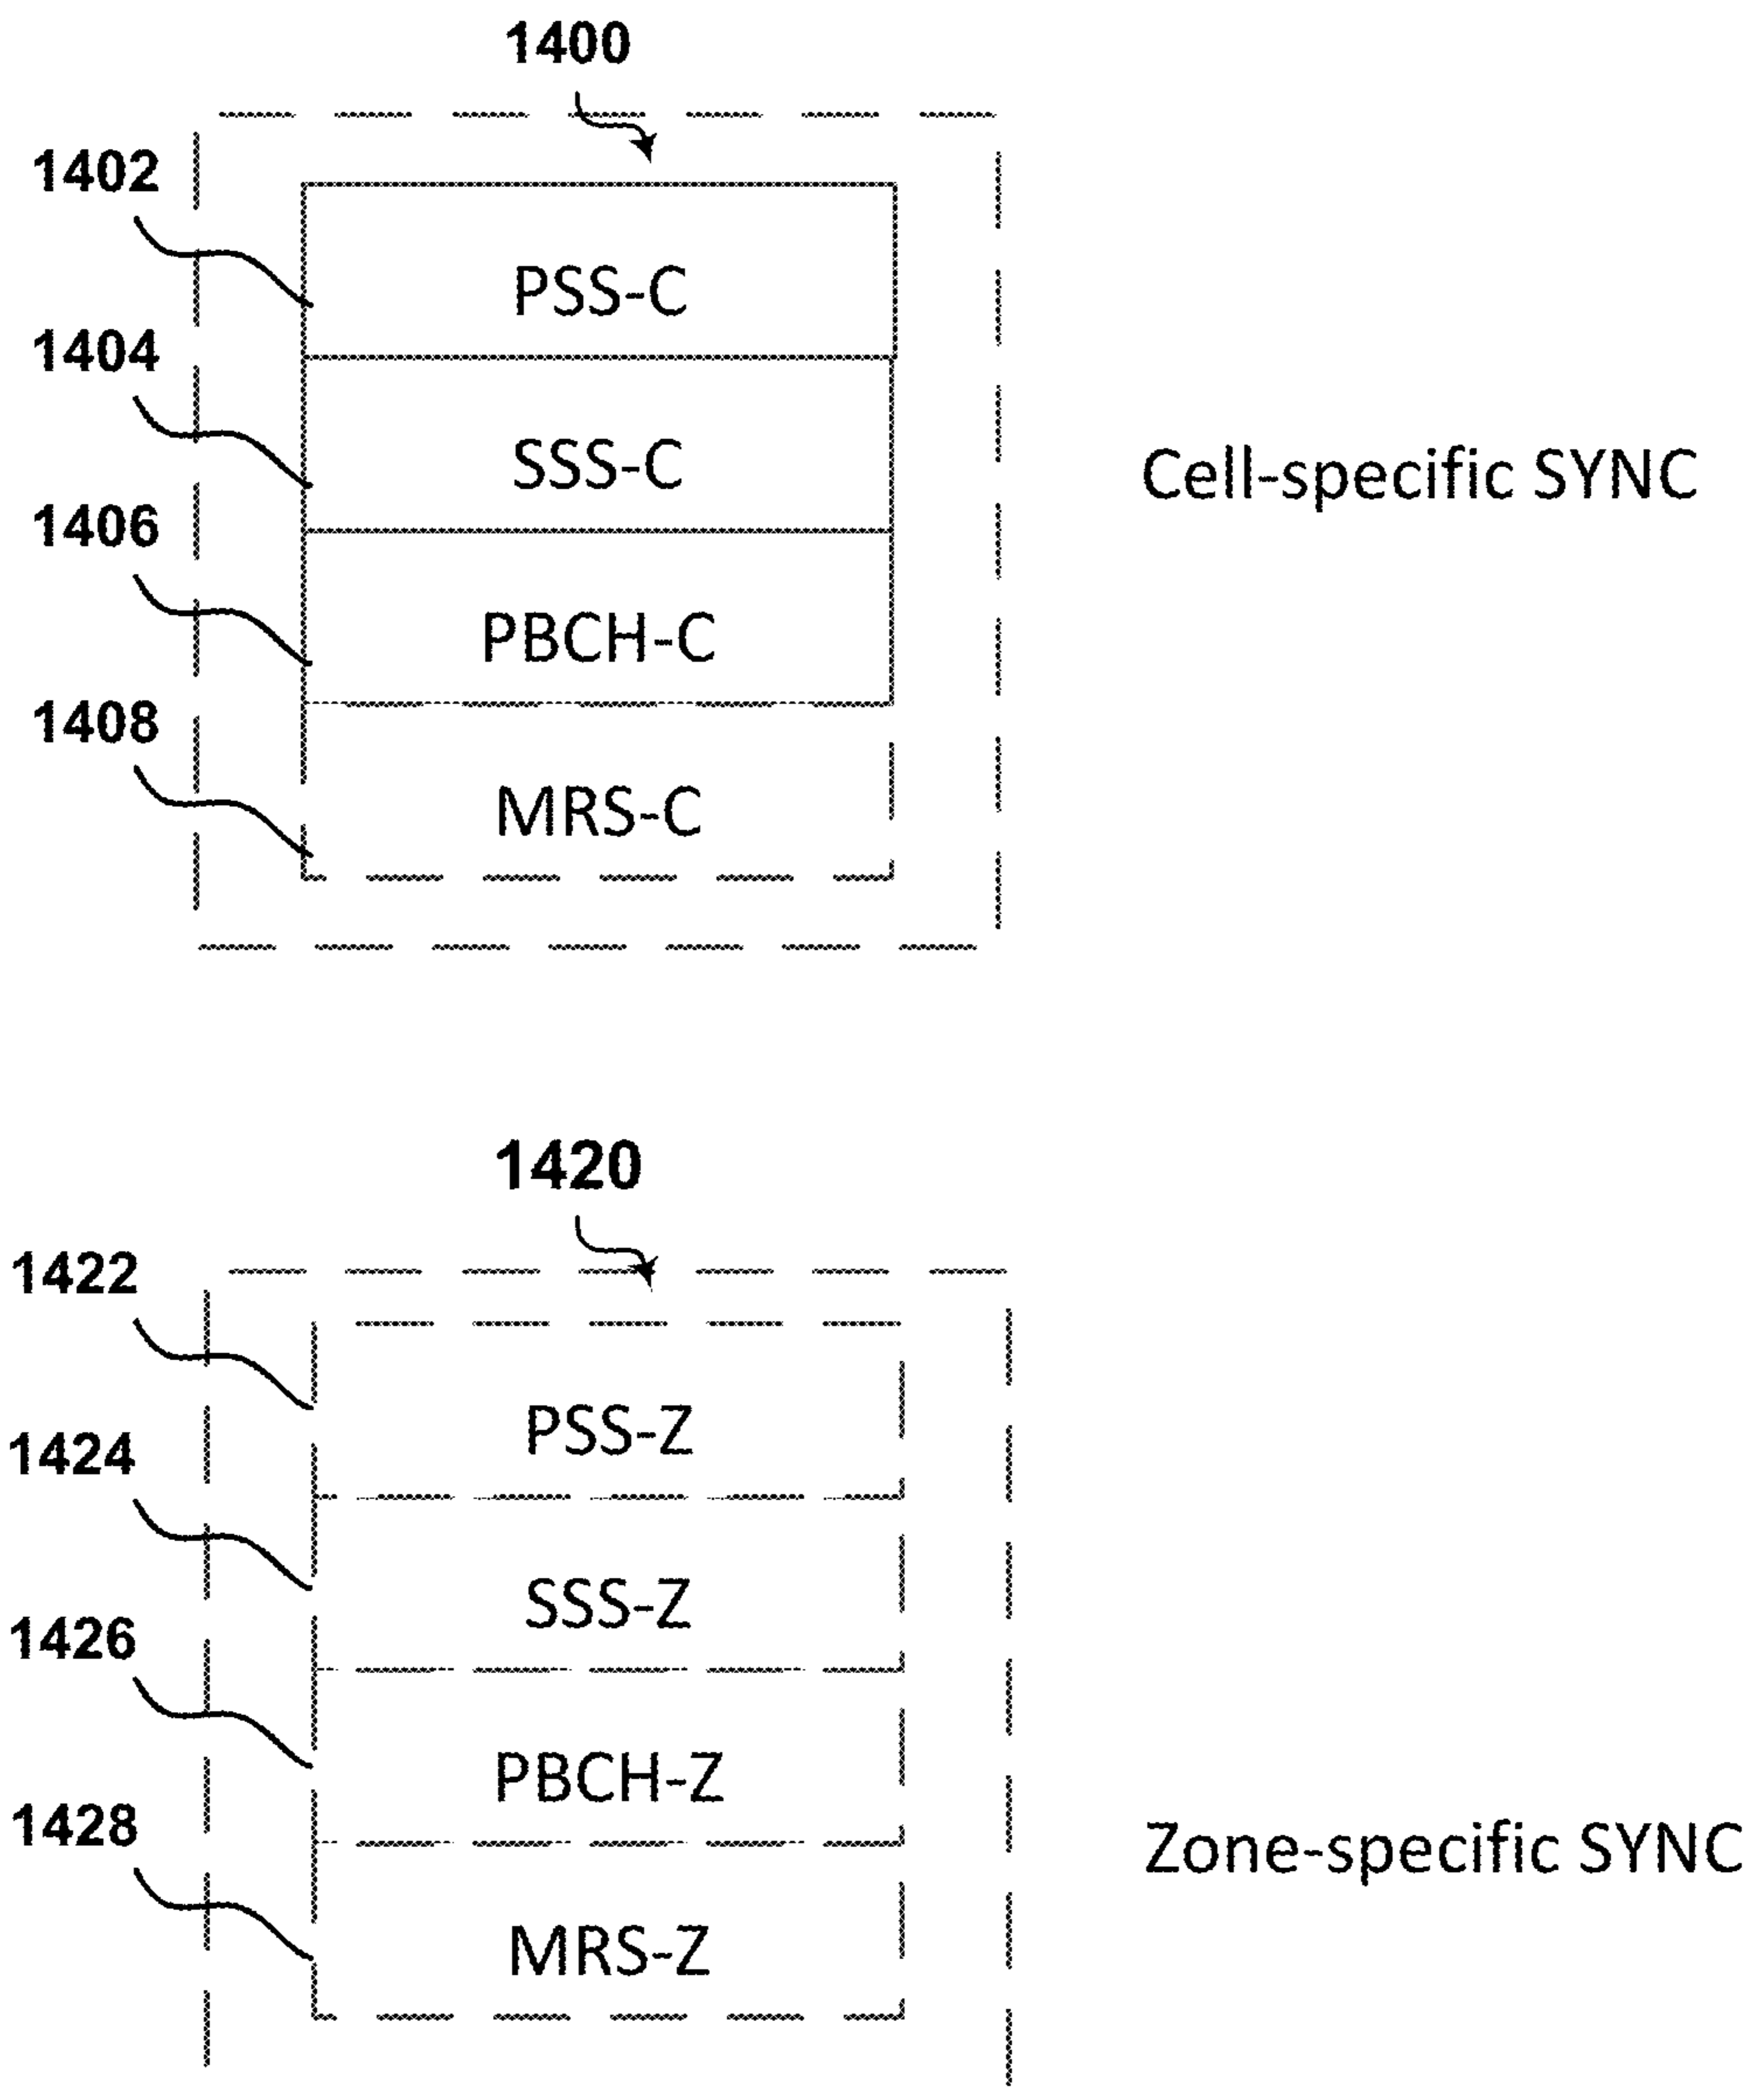 1400
1402
PSS-C
1404
SSS-C
Cell-specific SYNC
1406
PBCH-C
1408
MRS-C
1420
1422
PSS-Z
1424
SSS-Z
1426
PBCH-Z
1428
Zone-specific SYNC
MRS-Z